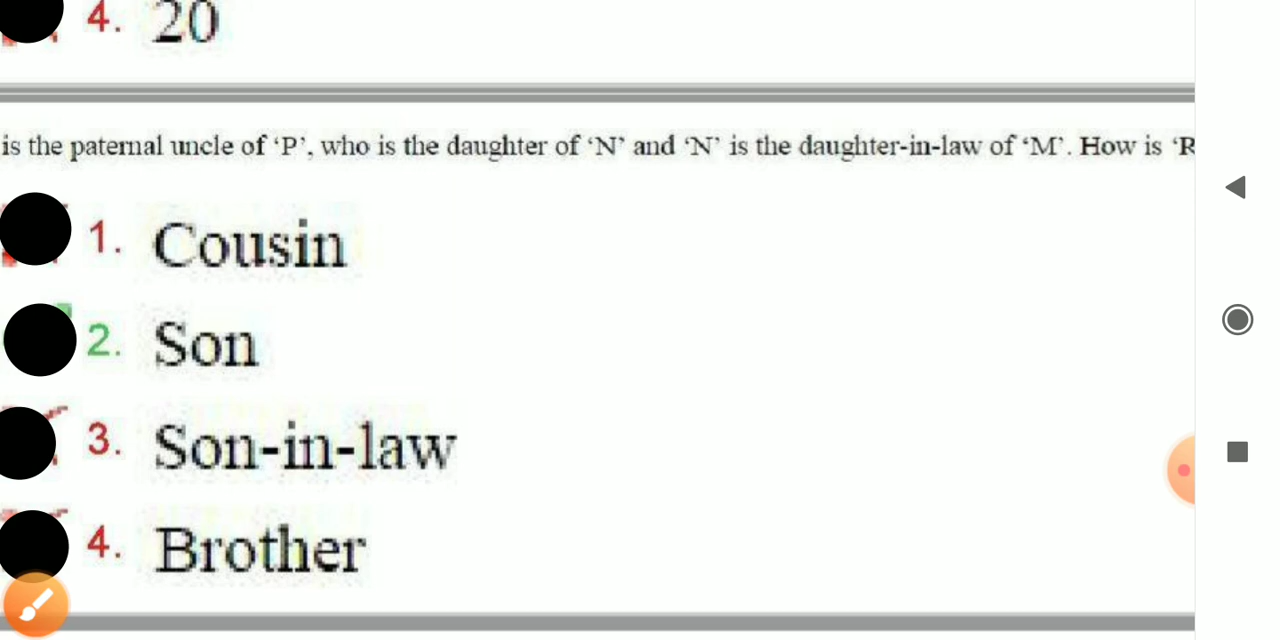 4. 20
is the paternal uncle of ‘P’, who is the daughter of ‘N’ and ‘N’ is the daughter-in-law of ‘M’. How is ‘R
1. Cousin
2. Son
3. Son-in-law
4. Brother